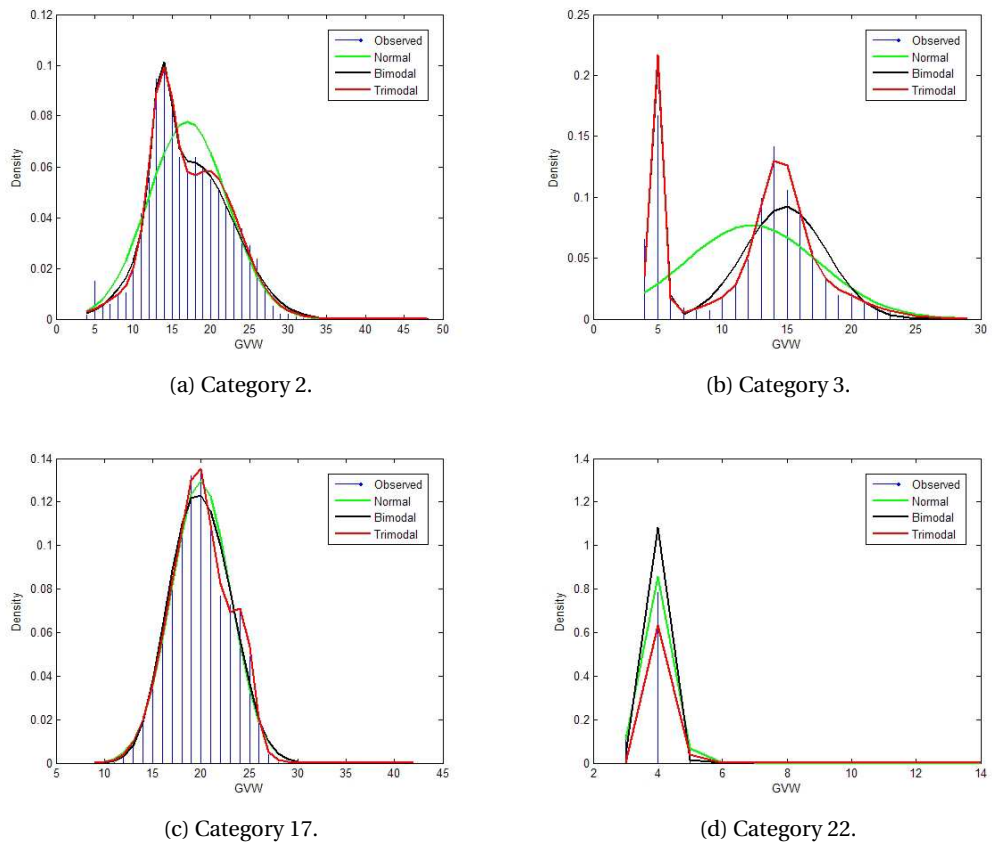 0.12
0.1
0.08
0.06
0.04
0.02
0
Density
0 5 10 15 20 25 30 35 40 45 50
GVW
Observed
Normal
Bimodal
Trimodal
(a) Category 2.
0.25
0.2
0.15
0.1
0.05
0
Density
0 5 10 15 20 25 30
GVW
Observed
Normal
Bimodal
Trimodal
(b) Category 3.
0.14
0.12
0.1
0.08
0.06
0.04
0.02
0
Density
5 10 15 20 25 30 35 40 45
GVW
Observed
Normal
Bimodal
Trimodal
(c) Category 17.
1.4
1.2
1
0.8
0.6
0.4
0.2
0
Density
2 4 6 8 10 12 14
GVW
Observed
Normal
Bimodal
Trimodal
(d) Category 22.